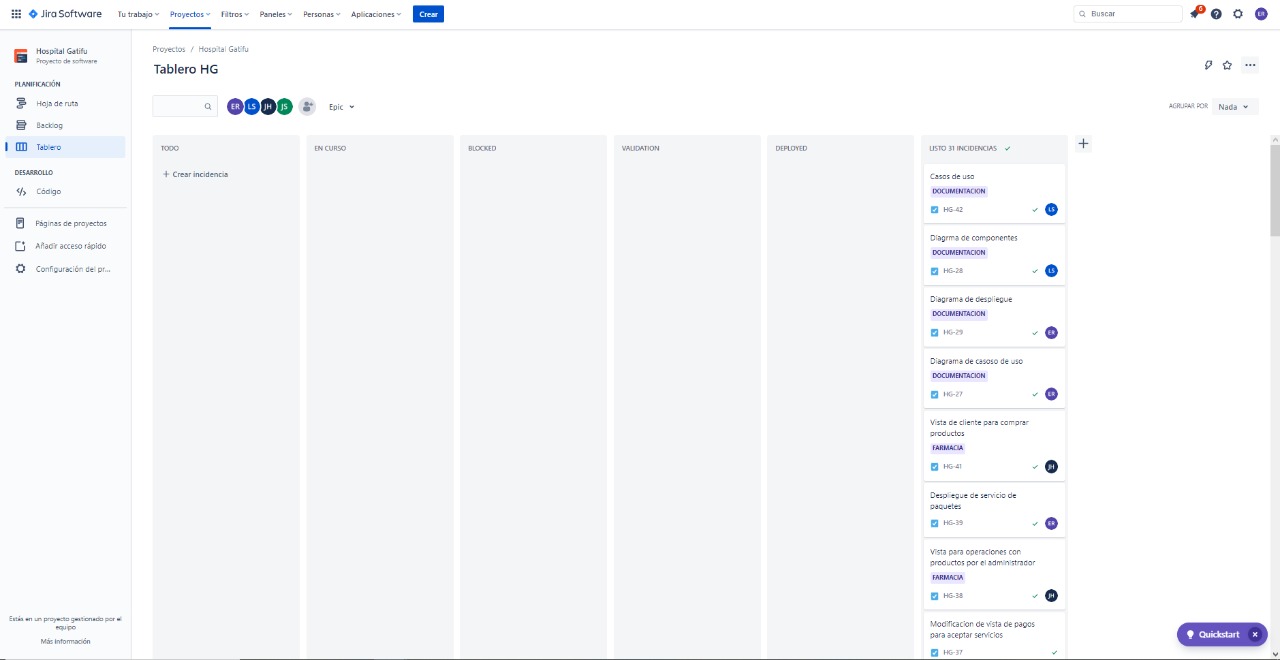 Jira Software
Tu trabajo
Proyectos
Filtros
Paneles
Personas
Aplicaciones
Crear
Buscar
6
ER
Hospital Gatifu
Proyecto de software
PLANIFICACIÓN
Hoja de ruta
Backlog
Tablero
DESARROLLO
Código
Páginas de proyectos
Añadir acceso rápido
Configuración del pr...
Estás en un proyecto gestionado por el
equipo
Más información
Proyectos / Hospital Gatifu
Tablero HG
ER LS JH JS
Epic
AGRUPAR POR
Nada
TODO
Crear incidencia
EN CURSO
BLOCKED
VALIDATION
DEPLOYED
LISTO 31 INCIDENCIAS
Casos de uso
DOCUMENTACION
HG-42
LS
Diagrma de componentes
DOCUMENTACION
HG-28
LS
Diagrama de despliegue
DOCUMENTACION
HG-29
ER
Diagrama de casoso de uso
DOCUMENTACION
HG-27
ER
Vista de cliente para comprar
productos
FARMACIA
HG-41
JH
Despliegue de servicio de
paquetes
HG-39
ER
Vista para operaciones con
productos por el administrador
FARMACIA
HG-38
JH
Modificacion de vista de pagos
para aceptar servicios
HG-37
Quickstart